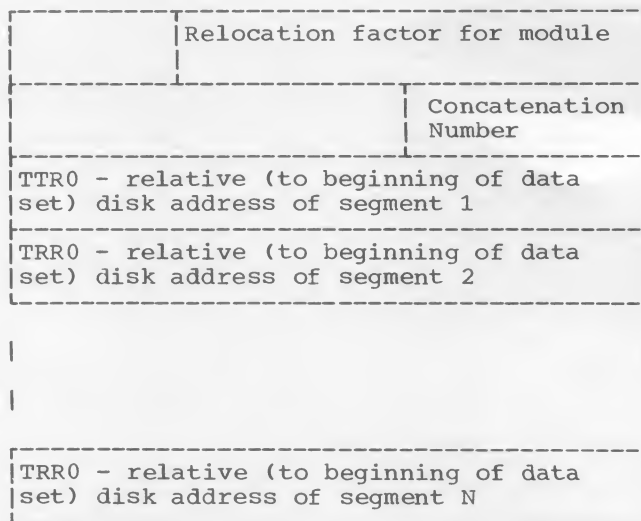 Relocation factor for module
Concatenation
Number
TTR0 - relative (to beginning of data
set) disk address of segment 1
TRR0 - relative (to beginning of data
set) disk address of segment 2
TRR0 - relative (to beginning of data
set) disk address of segment N